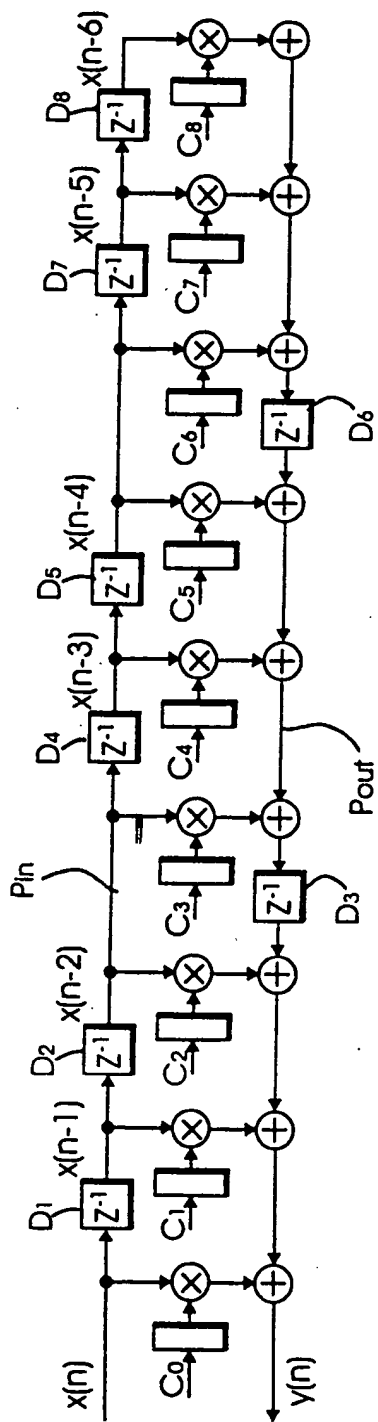 x(n)
D1
Z-1
x(n-1)
D2
Z-1
x(n-2)
Pin
D4
Z-1
x(n-3)
D5
Z-1
x(n-4)
D7
Z-1
x(n-5)
D8
Z-1
x(n-6)
C0
C1
C2
C3
C4
C5
C6
C7
C8
y(n)
Z-1
D3
Pout
Z-1
D6